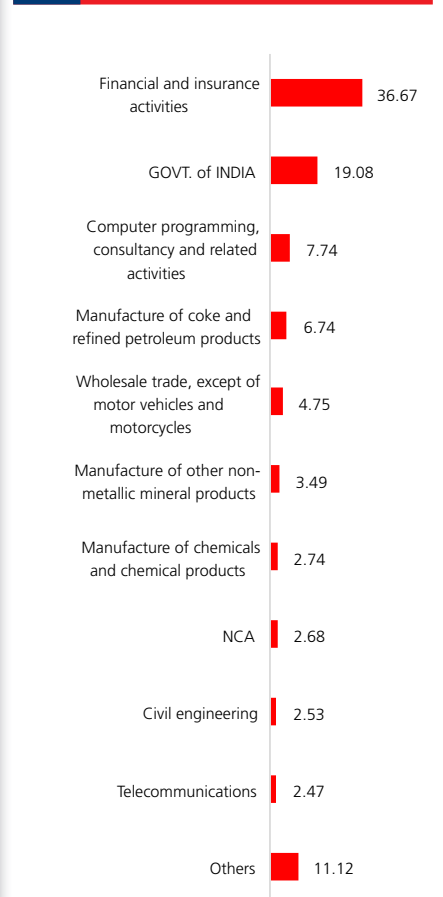 Financial and insurance
activities
36.67
GOVT. of INDIA
19.08
Computer programming,
consultancy and related
activities
7.74
Manufacture of coke and
refined petroleum products
6.74
Wholesale trade, except of
motor vehicles and
motorcycles
4.75
Manufacture of other non-
metallic mineral products
3.49
Manufacture of chemicals
and chemical products
2.74
NCA
2.68
Civil engineering
2.53
Telecommunications
2.47
Others
11.12